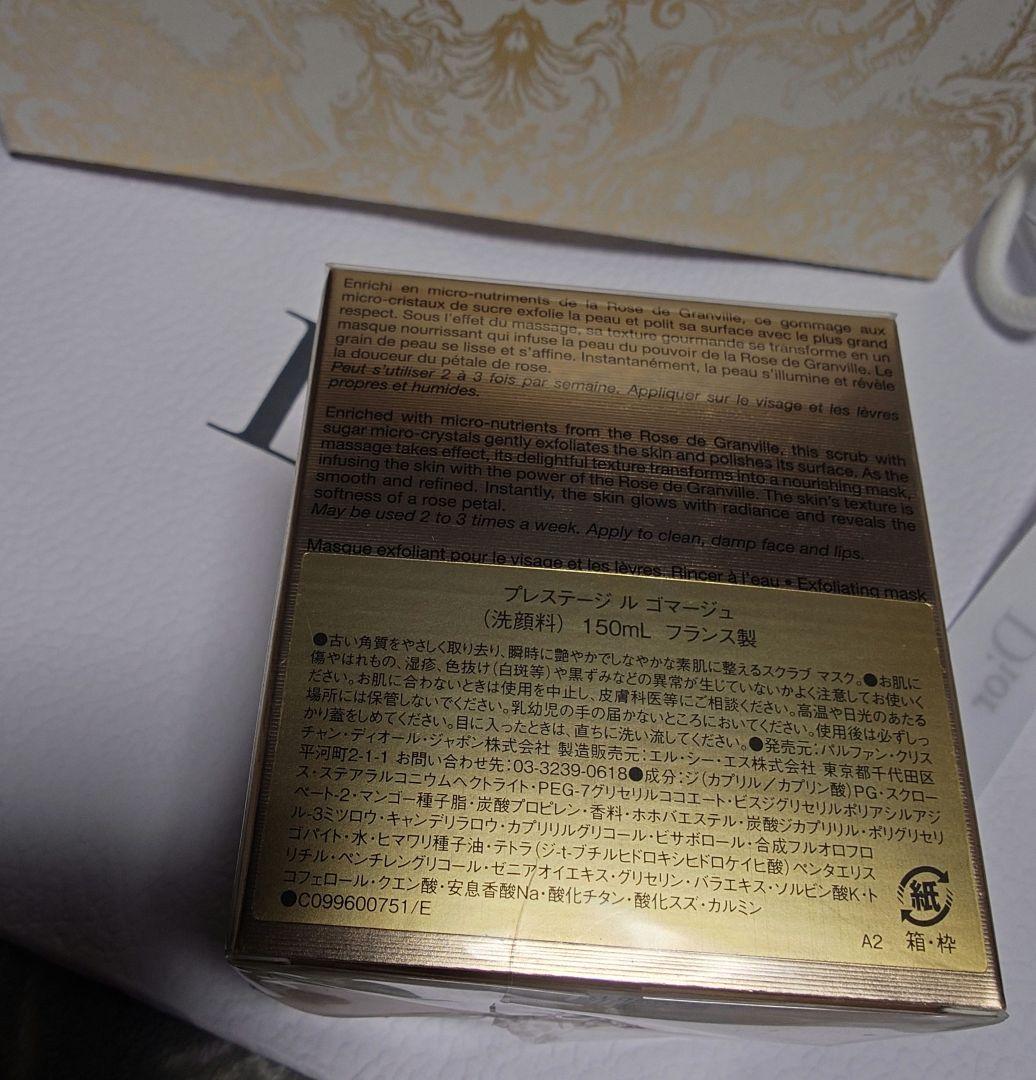 Enrichi en micro-nutriments de la Rose de Granville, ce gommage aux
micro-cristaux de sucre exfolie la peau et polit sa surface avec le plus grand
respect. Sous l'effet du massage, sa texture gourmande se transforme en un
masque nourrissant qui infuse la peau du pouvoir de la Rose de Granville. Le
grain de peau se lisse et s'affine. Instantanément, la peau s'illumine et révèle
la douceur du pétale de rose.
Peut s'utiliser 2 à 3 fois par semaine. Appliquer sur le visage et les lèvres
propres et humides.
Enriched with micro-nutrients from the Rose de Granville, this scrub with
sugar micro-crystals gently exfoliates the skin and polishes its surface. As the
massage takes effect, its delightful texture transforms into a nourishing mask,
infusing the skin with the power of the Rose de Granville. The skin's texture is
smooth and refined. Instantly, the skin glows with radiance and reveals the
softness of a rose petal.
May be used 2 to 3 times a week. Apply to clean, damp face and lips.
Masque exfoliant pour le visage et les lèvres. Rincer à l'eau • Exfoliating mask
プレステージ ル ゴマージュ
(洗顔料) 150mL フランス製
●古い角質をやさしく取り去り、瞬時に艶やかでしなやかな素肌に整えるスクラブ マスク。●お肌に
傷やはれもの、湿疹、色抜け(白斑等)や黒ずみなどの異常が生じていないかよく注意してお使いく
ださい。お肌に合わないときは使用を中止し、皮膚科医等にご相談ください。高温や日光のあたる
場所には保管しないでください。乳幼児の手の届かないところにおいてください。使用後は必ずしっ
かり蓋をしめてください。目に入ったときは、直ちに洗い流してください。●発売元:パルファン・クリス
チャン・ディオール・ジャポン株式会社 製造販売元:エル・シー・エス株式会社 東京都千代田区
平河町2-1-1 お問い合わせ先:03-3239-0618●成分:ジ(カプリル/カプリン酸)PG・スクロー
ス・ステアラルコニウムヘクトライト・PEG-7グリセリルココエート・ビスジグリセリルポリアシルアジ
ペート-2・マンゴー種子脂・炭酸プロピレン・香料・ホホバエステル・炭酸ジカプリリル・ポリグリセリ
ル-3ミツロウ・キャンデリラロウ・カプリリルグリコール・ビサボロール・合成フルオロフロ
ゴパイト・水・ヒマワリ種子油・テトラ(ジ-t-ブチルヒドロキシヒドロケイヒ酸)ペンタエリス
リチル・ペンチレングリコール・ゼニアオイエキス・グリセリン・バラエキス・ソルビン酸K・ト
コフェロール・クエン酸・安息香酸Na・酸化チタン・酸化スズ・カルミン
●C099600751/E
紙
A2 箱・枠
Dior